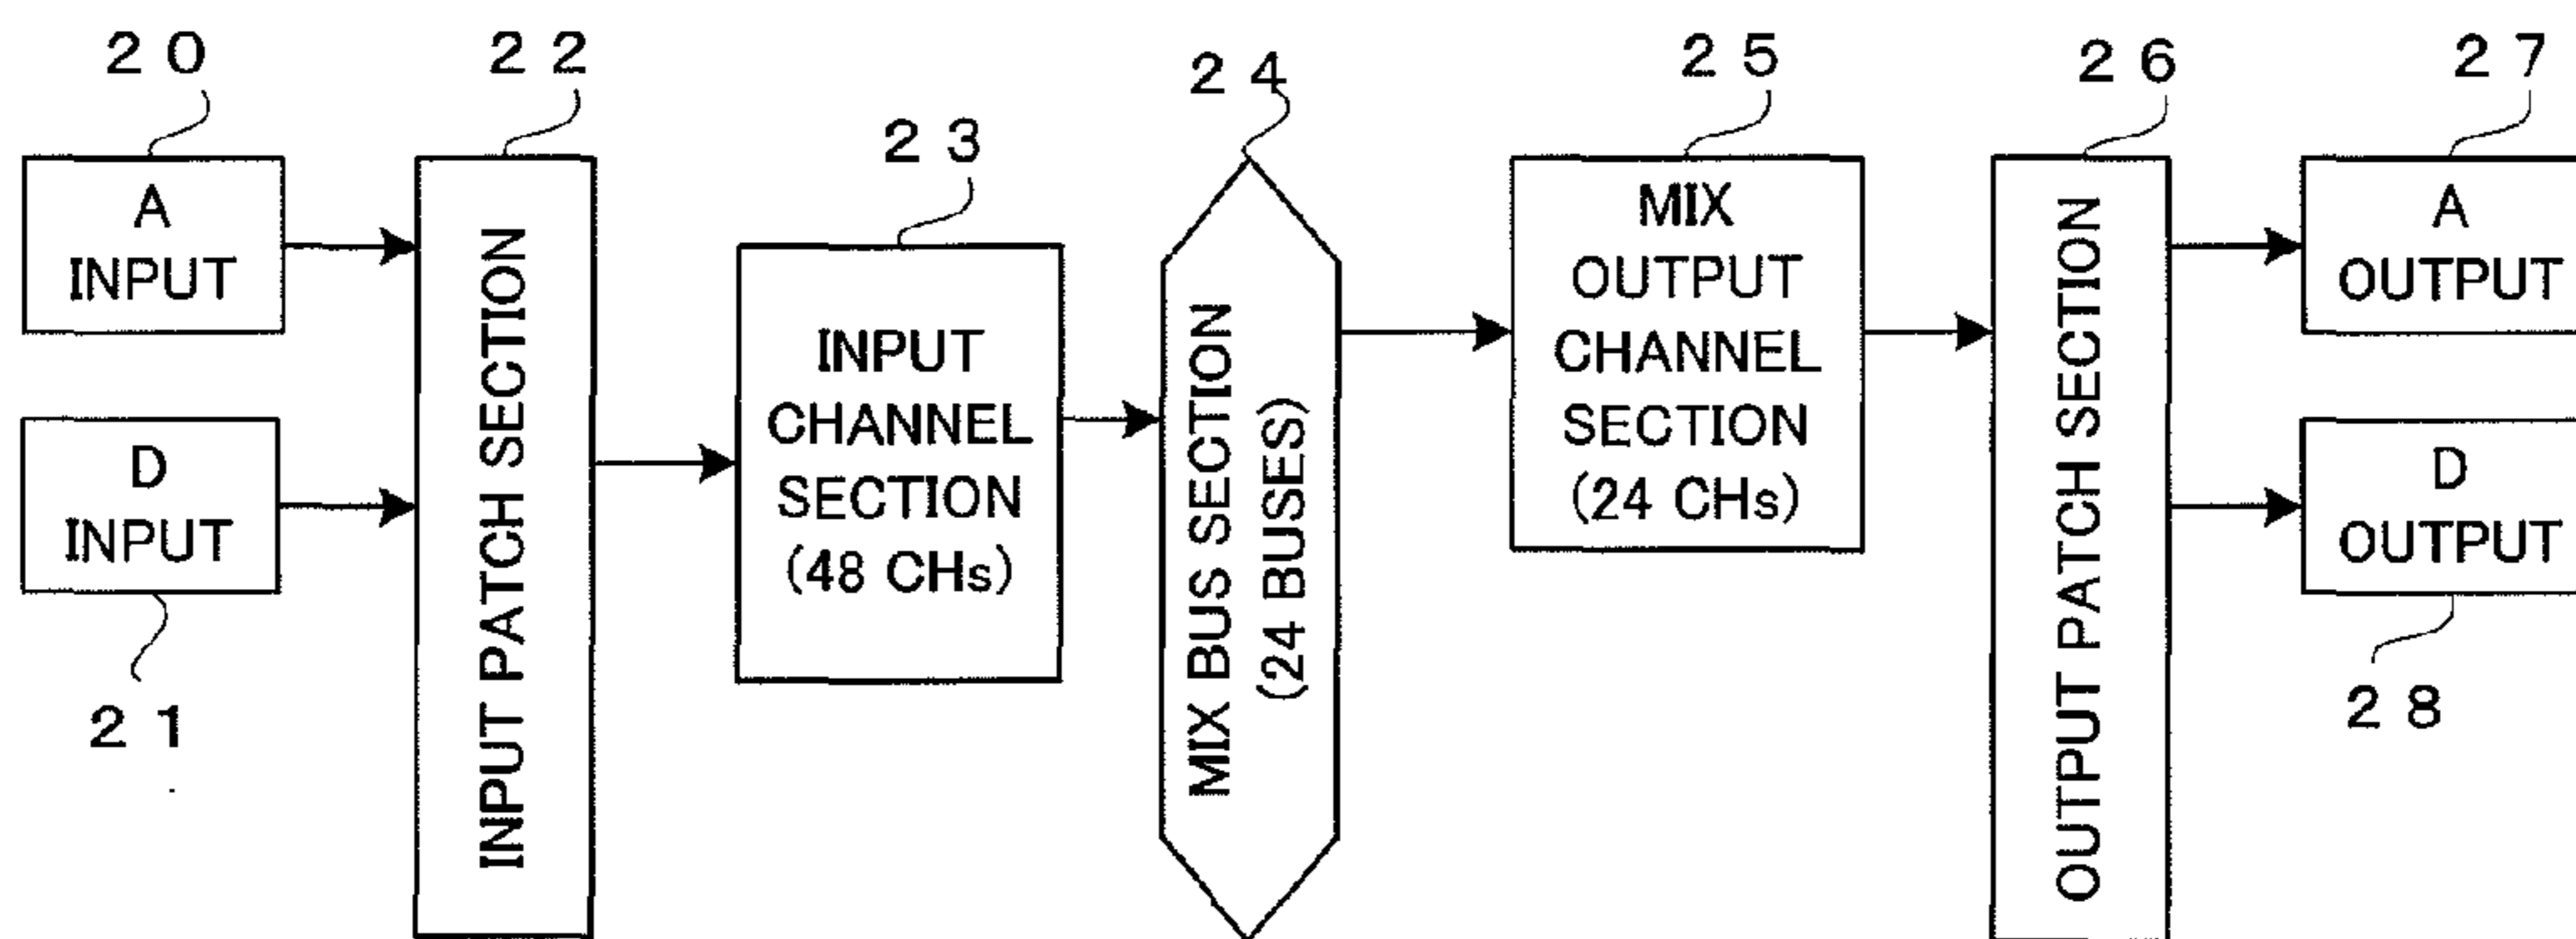 20
22
23
24
25
26
27
A
INPUT
D
INPUT
21
INPUT PATCH SECTION
INPUT
CHANNEL
SECTION
(48 CHs)
MIX BUS SECTION
(24 BUSES)
MIX
OUTPUT
CHANNEL
SECTION
(24 CHs)
OUTPUT PATCH SECTION
A
OUTPUT
D
OUTPUT
28